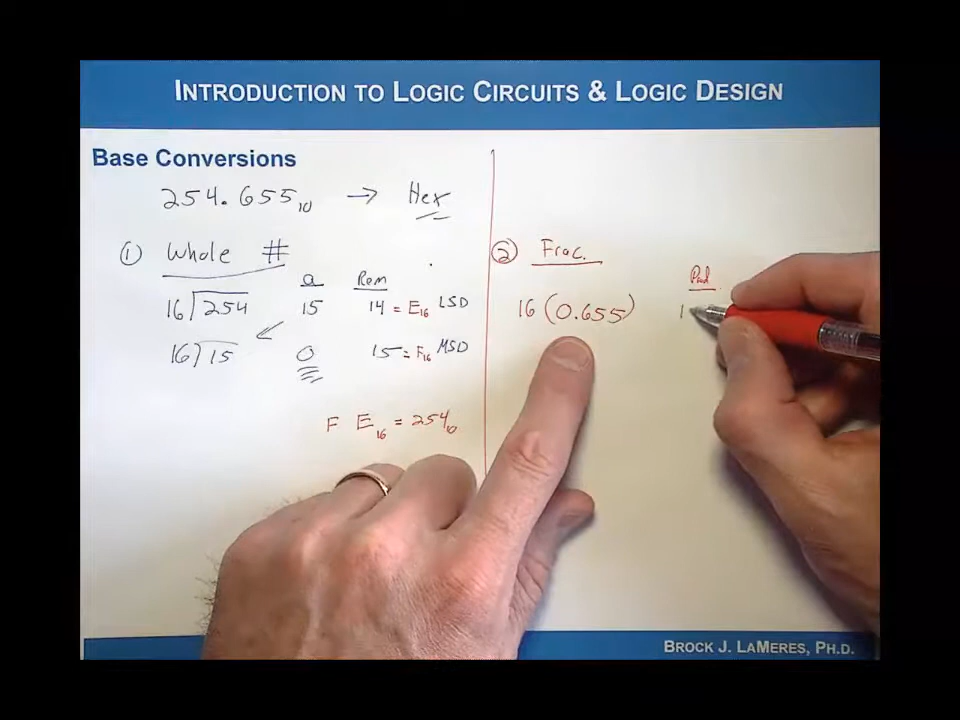 INTRODUCTION TO LOGIC CIRCUITS & LOGIC DESIGN
Base Conversions
254.655₁₀ → Hex
① Whole #
a Rem
16 254 15 14 = E₁₆ LSD
16 15 0 15 = F₁₆ MSD
F E₁₆ = 254₁₀
② Frac.
Prod
16 (0.655) 1
BROCK J. LAMERES, PH.D.